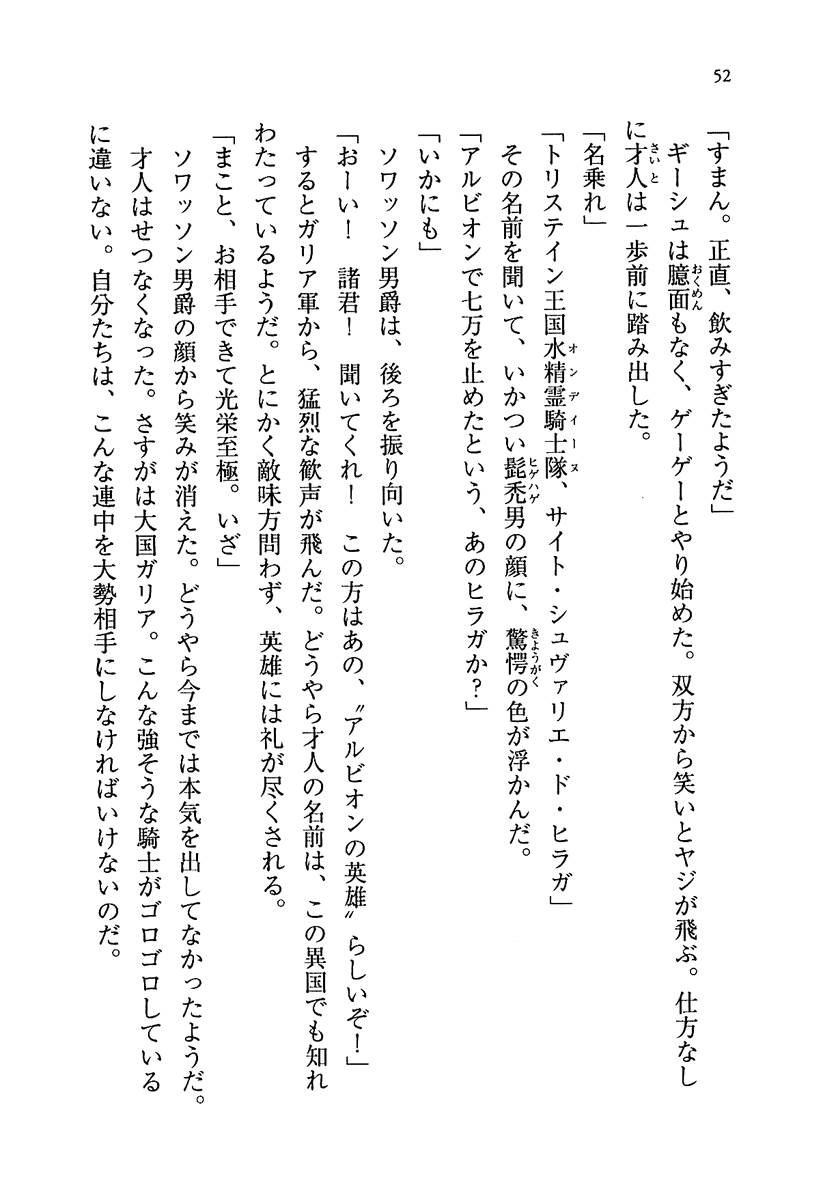 52
「すまん。正直、飲みすぎたようだ」
ギーシュは臆面もなく、ゲーゲーとやり始めた。双方から笑いとヤジが飛ぶ。仕方なし
に才人は一歩前に踏み出した。
「名乗れ」
「トリステイン王国水精霊騎士隊、サイト・シュヴァリエ・ド・ヒラガ」
その名前を聞いて、いかつい髭禿男の顔に、驚愕の色が浮かんだ。
「アルビオンで七万を止めたという、あのヒラガか？」
「いかにも」
ソワッソン男爵は、後ろを振り向いた。
「おーい！　諸君！　聞いてくれ！　この方はあの、〝アルビオンの英雄〟らしいぞ！」
するとガリア軍から、猛烈な歓声が飛んだ。どうやら才人の名前は、この異国でも知れ
わたっているようだ。とにかく敵味方問わず、英雄には礼が尽くされる。
「まこと、お相手できて光栄至極。いざ」
ソワッソン男爵の顔から笑みが消えた。どうやら今までは本気を出してなかったようだ。
才人はせつなくなった。さすがは大国ガリア。こんな強そうな騎士がゴロゴロしている
に違いない。自分たちは、こんな連中を大勢相手にしなければいけないのだ。